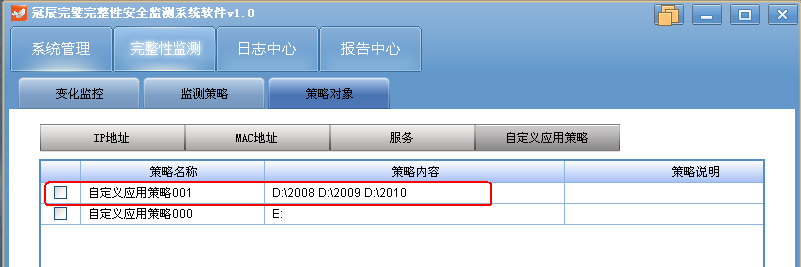 冠辰完璧完整性安全监测系统软件v1.0
系统管理 完整性监测 日志中心 报告中心
变化监控 监测策略 策略对象
IP地址 MAC地址 服务 自定义应用策略
策略名称 策略内容 策略说明
自定义应用策略001 D:\2008 D:\2009 D:\2010
自定义应用策略000 E: